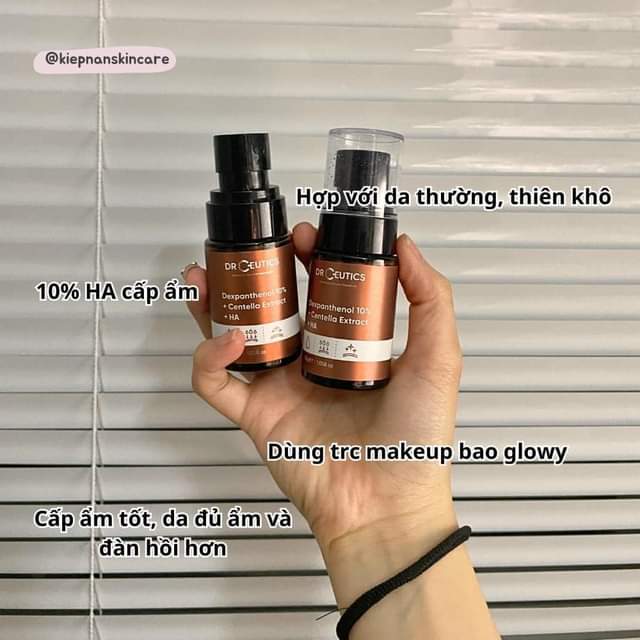 @kiepnanskincare
Hợp với da thường, thiên khô
10% HA cấp ẩm
DR CEUTICS
Dexpanthenol 10%
+ Centella Extract
+ HA
DR CEUTICS
Dexpanthenol 10%
+ Centella Extract
+ HA
Dùng trc makeup bao glowy
Cấp ẩm tốt, da đủ ẩm và
đàn hồi hơn